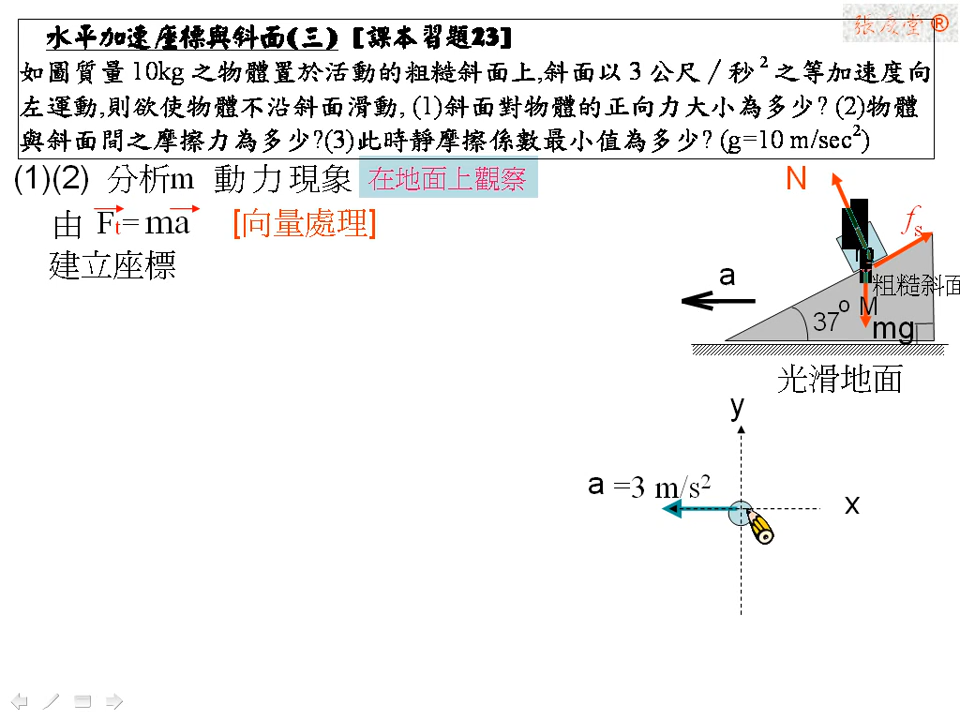 張度堂®
水平加速座標與斜面(三) [課本習題23]
如圖質量10kg之物體置於活動的粗糙斜面上,斜面以3公尺/秒²之等加速度向
左運動,則欲使物體不沿斜面滑動, (1)斜面對物體的正向力大小為多少? (2)物體
與斜面間之摩擦力為多少?(3)此時靜摩擦係數最小值為多少? (g=10 m/sec²)
(1)(2) 分析m 動力現象 在地面上觀察
由 Ft= ma [向量處理]
建立座標
N
fs
a
粗糙斜面
37° M
mg
光滑地面
y
a =3 m/s²
x